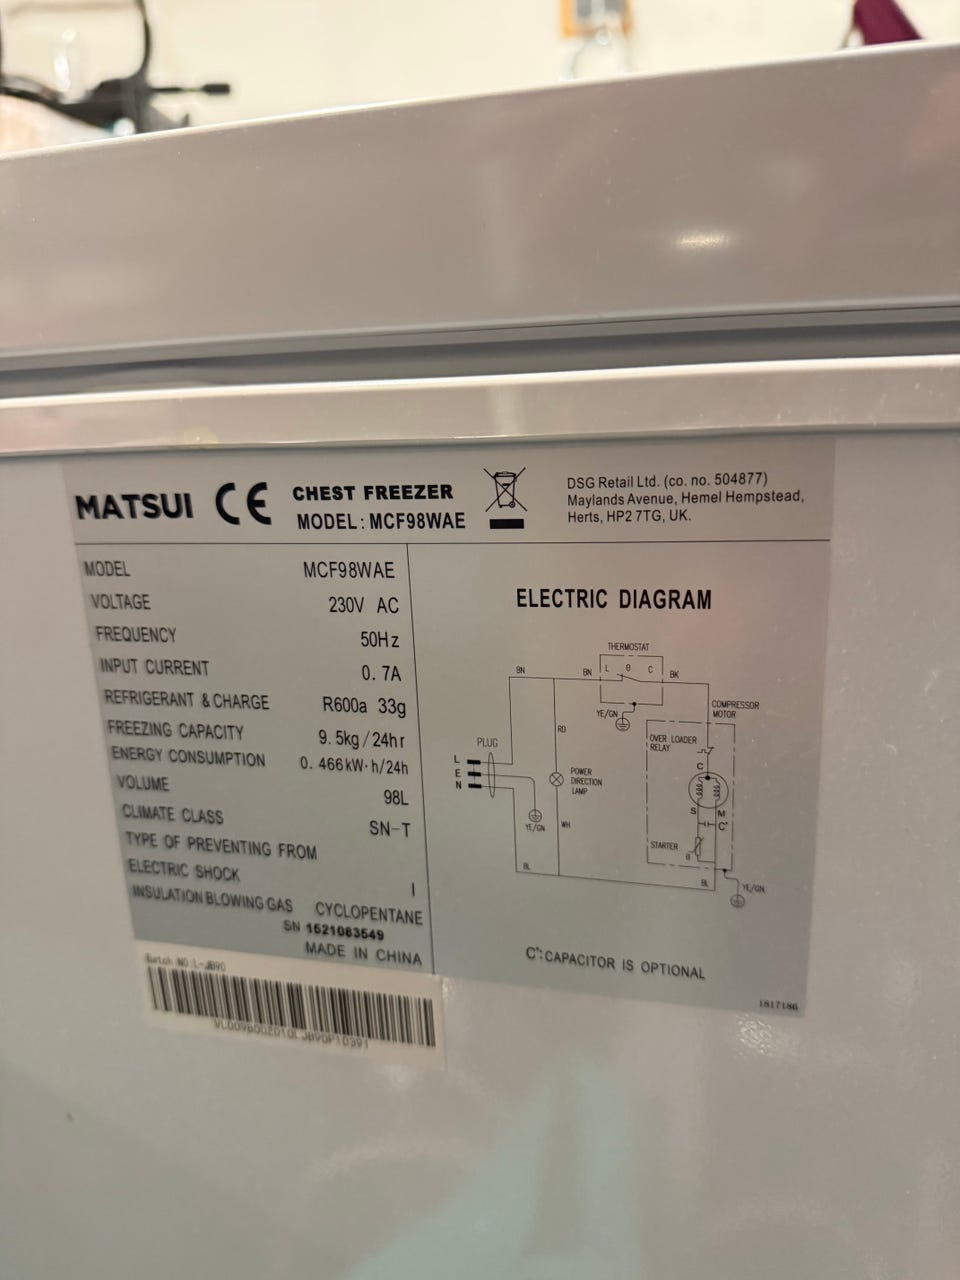 MATSUI CE CHEST FREEZER
MODEL: MCF98WAE
DSG Retail Ltd. (co. no. 504877)
Maylands Avenue, Hemel Hempstead,
Herts, HP2 7TG, UK.
MODEL MCF98WAE
VOLTAGE 230V AC
FREQUENCY 50Hz
INPUT CURRENT 0.7A
REFRIGERANT & CHARGE R600a 33g
FREEZING CAPACITY 9.5kg/24hr
ENERGY CONSUMPTION 0.466kW·h/24h
VOLUME 98L
CLIMATE CLASS SN-T
TYPE OF PREVENTING FROM
ELECTRIC SHOCK I
INSULATION BLOWING GAS CYCLOPENTANE
SN 1621083549
MADE IN CHINA
Batch NO:L-JB90
ELECTRIC DIAGRAM
THERMOSTAT
BN BN L θ C BK
YE/GN
COMPRESSOR
MOTOR
RD
OVER LOADER
RELAY
PLUG
L
E
N
POWER
DIRECTION
LAMP
C
S M
C*
YE/GN
WH
STARTER
θ
BL
BL
YE/GN
C*:CAPACITOR IS OPTIONAL
1817186